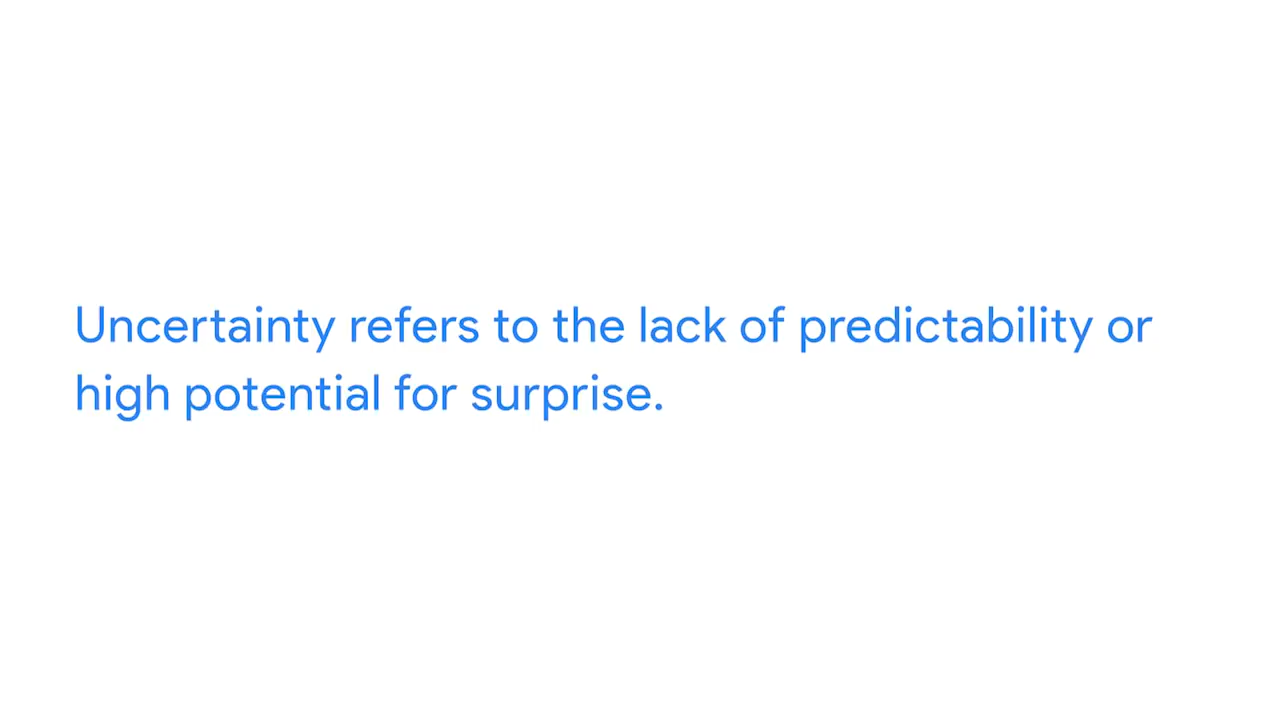 Uncertainty refers to the lack of predictability or
high potential for surprise.